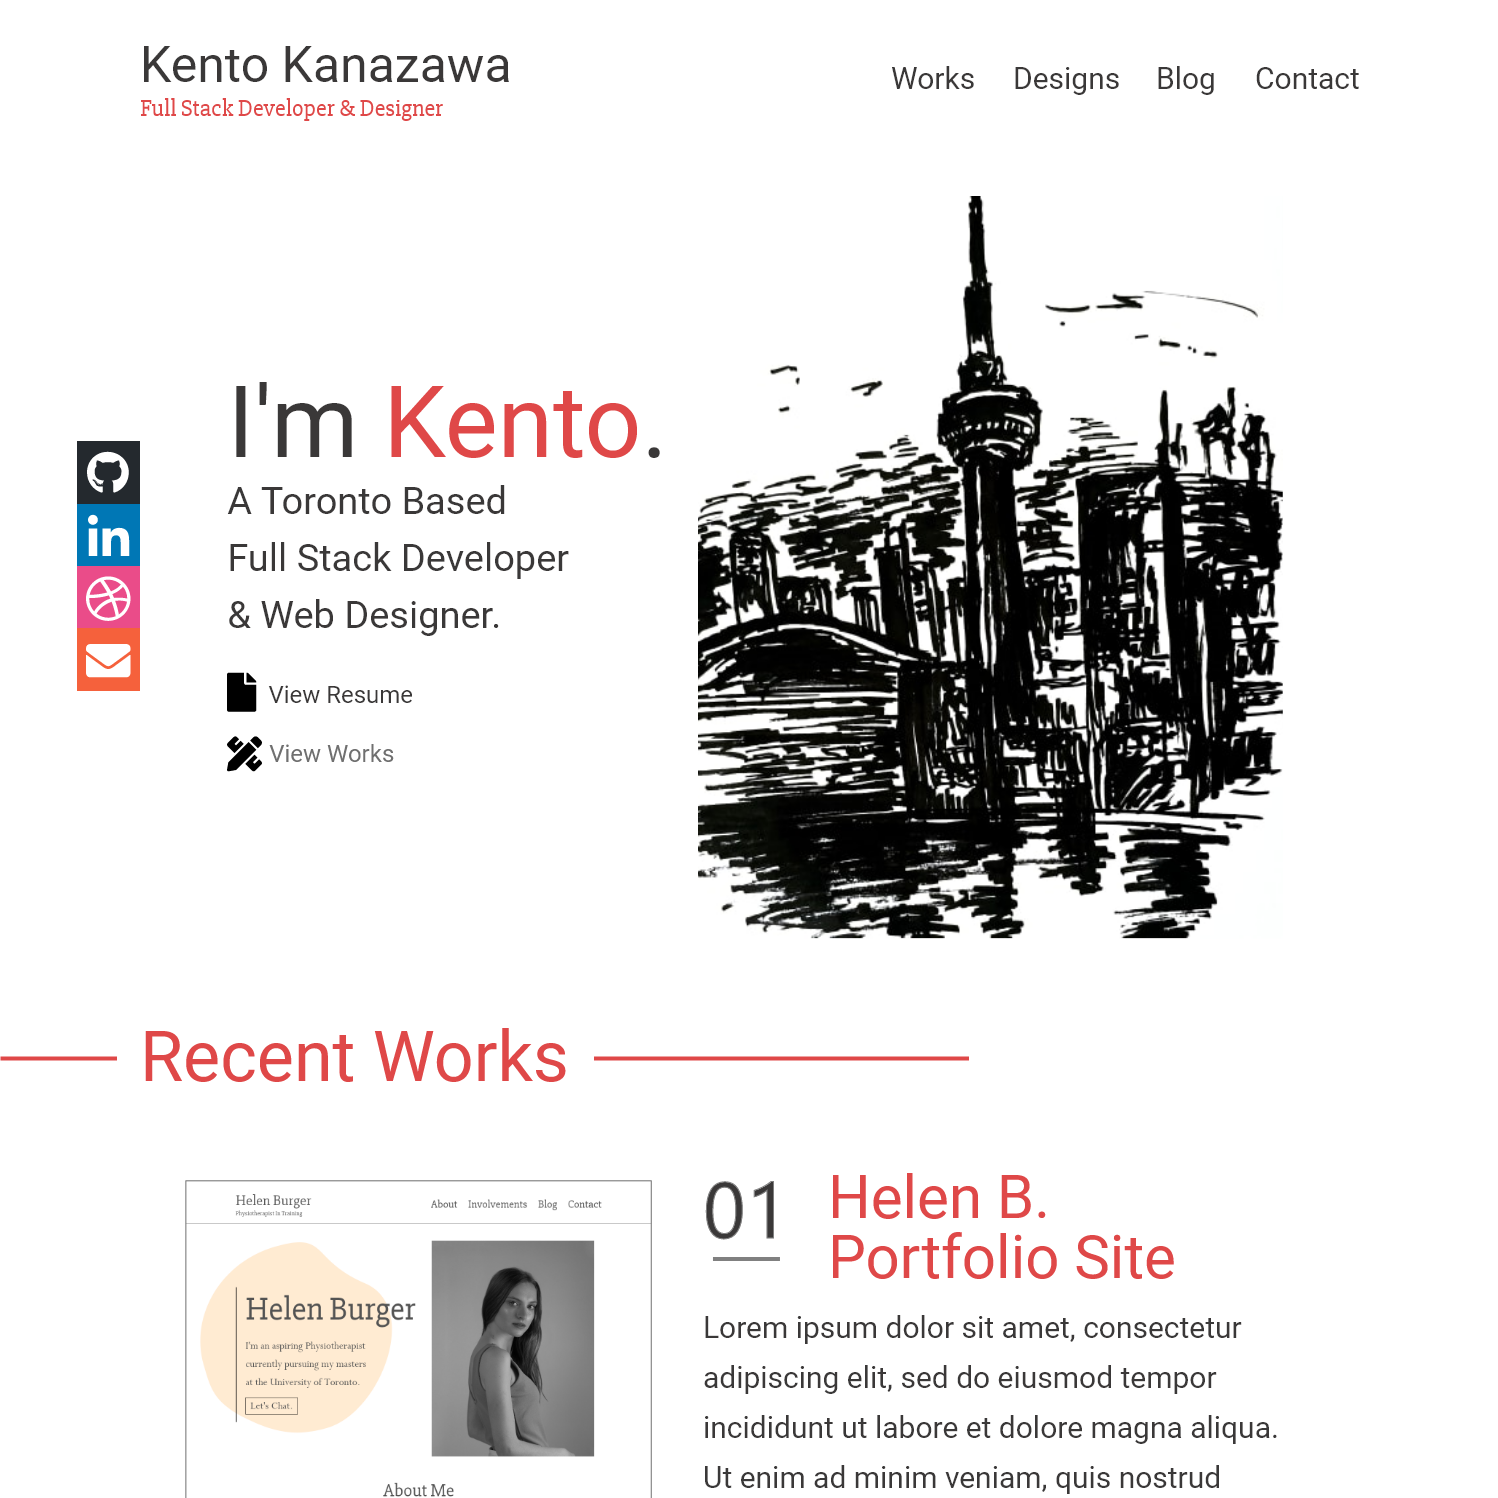 Kento Kanazawa
Full Stack Developer & Designer
Works Designs Blog Contact
I'm Kento.
A Toronto Based
Full Stack Developer
& Web Designer.
in
View Resume
View Works
Recent Works
Helen Burger
Physiotherapist In Training
About Involvements Blog Contact
Helen Burger
I'm an aspiring Physiotherapist
currently pursuing my masters
at the University of Toronto.
Let's Chat.
About Me
01
Helen B.
Portfolio Site
Lorem ipsum dolor sit amet, consectetur
adipiscing elit, sed do eiusmod tempor
incididunt ut labore et dolore magna aliqua.
Ut enim ad minim veniam, quis nostrud